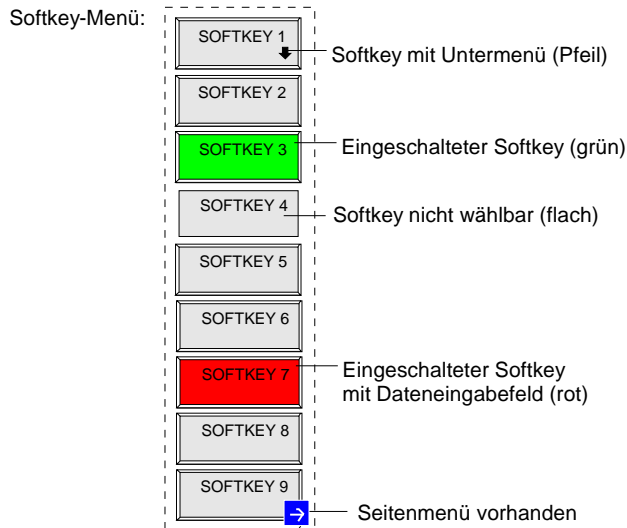 Softkey-Menü:
SOFTKEY 1
Softkey mit Untermenü (Pfeil)
SOFTKEY 2
SOFTKEY 3
Eingeschalteter Softkey (grün)
SOFTKEY 4
Softkey nicht wählbar (flach)
SOFTKEY 5
SOFTKEY 6
SOFTKEY 7
Eingeschalteter Softkey
mit Dateneingabefeld (rot)
SOFTKEY 8
SOFTKEY 9
Seitenmenü vorhanden